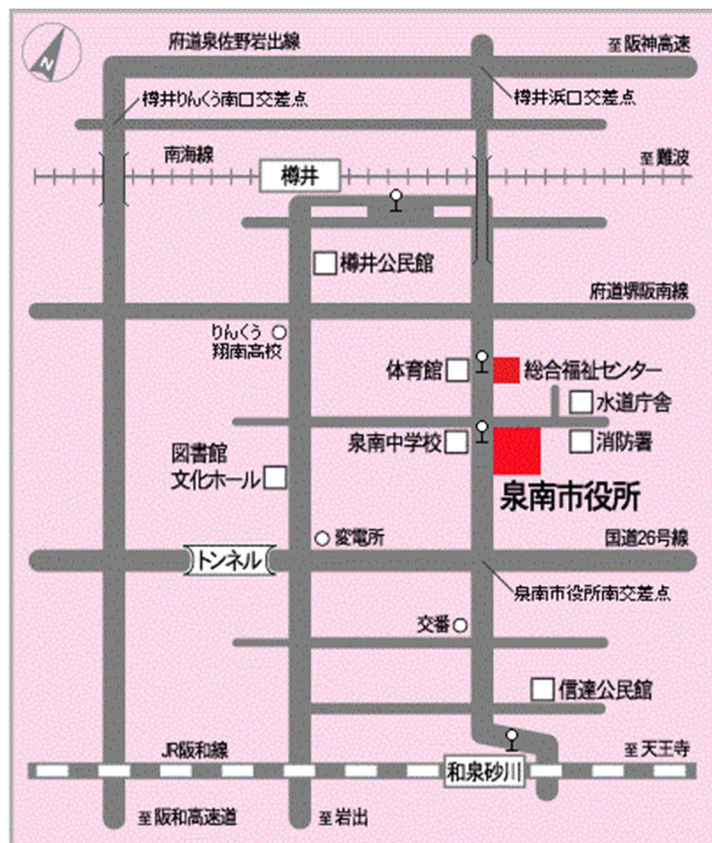 N
府道泉佐野岩出線
至阪神高速
樽井りんくう南口交差点
樽井浜口交差点
南海線
樽井
至難波
樽井公民館
府道堺阪南線
りんくう
翔南高校
体育館
総合福祉センター
水道庁舎
泉南中学校
消防署
図書館
文化ホール
泉南市役所
変電所
トンネル
国道26号線
泉南市役所南交差点
交番
信達公民館
JR阪和線
和泉砂川
至天王寺
至阪和高速道
至岩出